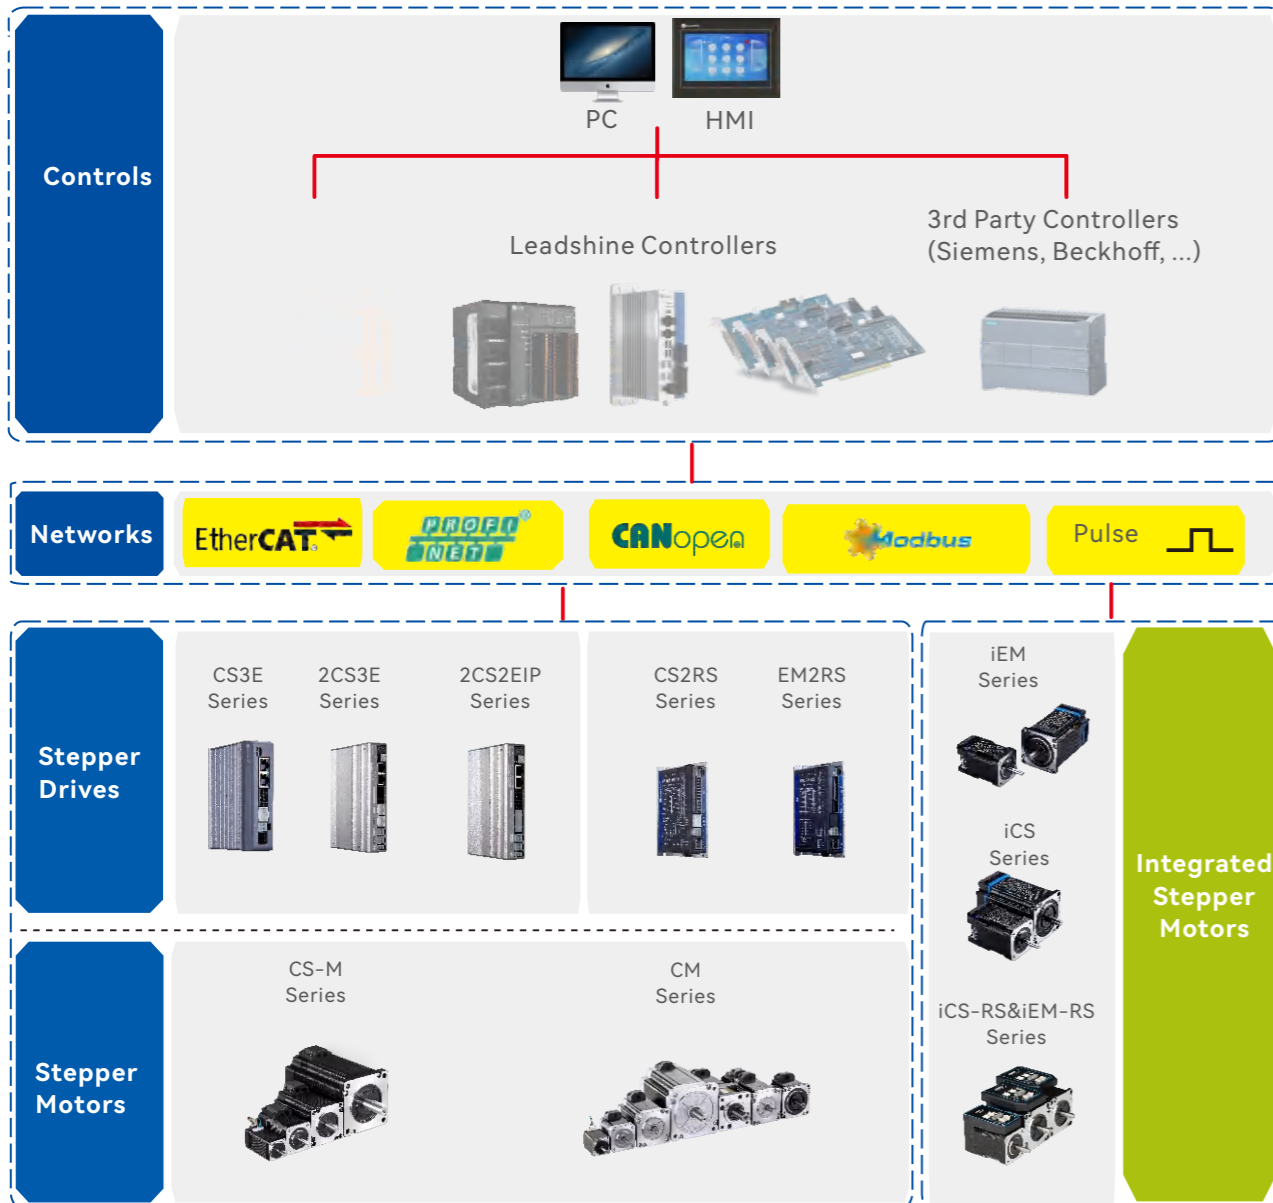 PC
HMI
Controls
Leadshine Controllers
3rd Party Controllers
(Siemens, Beckhoff, ...)
Networks
EtherCAT
PROFI
NET
CANopen
Modbus
Pulse
Stepper
Drives
CS3E
Series
2CS3E
Series
2CS2EIP
Series
CS2RS
Series
EM2RS
Series
Stepper
Motors
CS-M
Series
CM
Series
iEM
Series
iCS
Series
iCS-RS&iEM-RS
Series
Integrated
Stepper
Motors